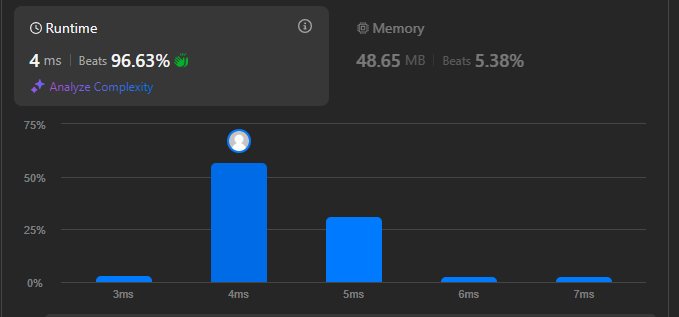 Runtime
4 ms | Beats 96.63%
Analyze Complexity
Memory
48.65 MB | Beats 5.38%
75%
50%
25%
0%
3ms 4ms 5ms 6ms 7ms